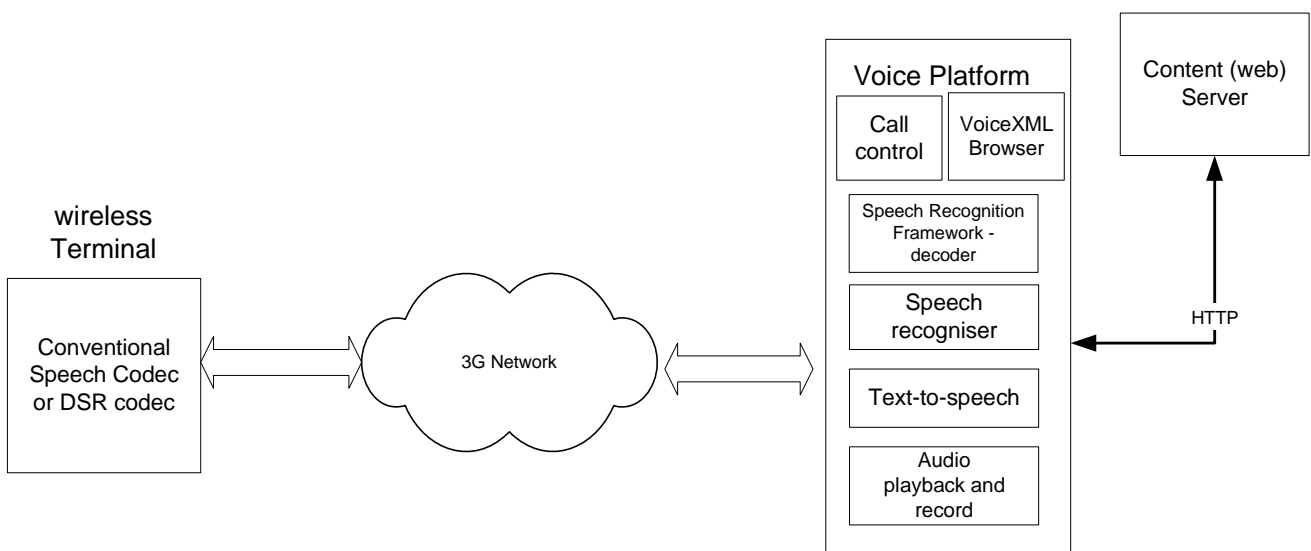 wireless
Terminal
Conventional
Speech Codec
or DSR codec
3G Network
Voice Platform
Call
control
VoiceXML
Browser
Speech Recognition
Framework -
decoder
Speech
recogniser
Text-to-speech
Audio
playback and
record
Content (web)
Server
HTTP